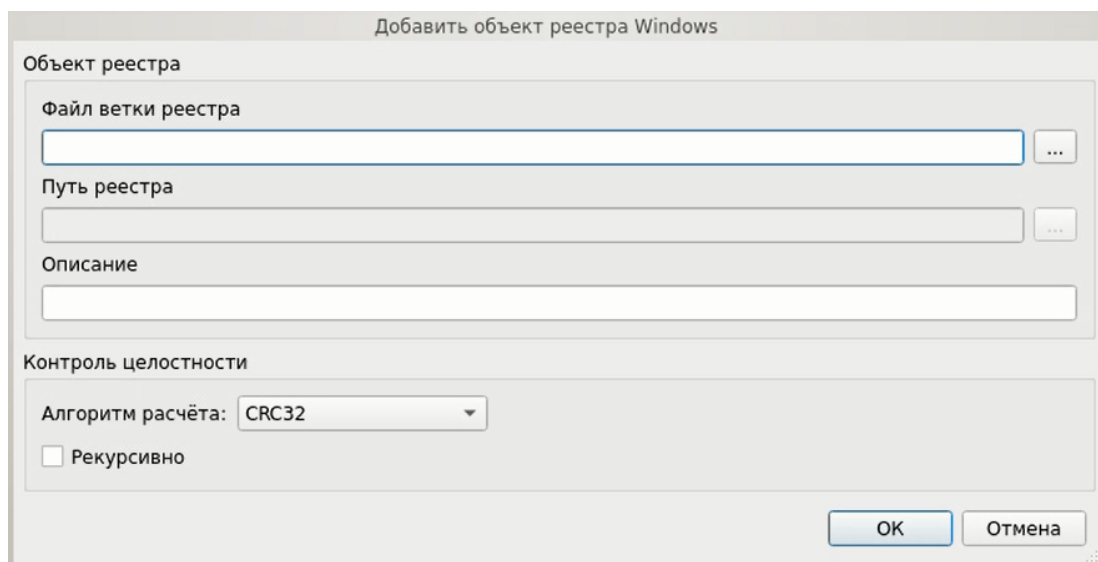 Добавить объект реестра Windows
Объект реестра
Файл ветки реестра
...
Путь реестра
...
Описание
Контроль целостности
Алгоритм расчёта: CRC32
Рекурсивно
OK Отмена